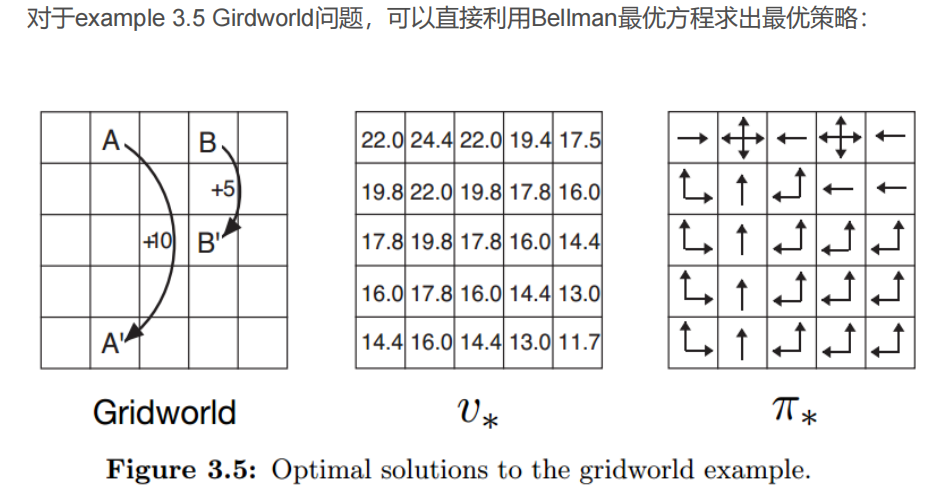 对于example 3.5 Girdworld问题，可以直接利用Bellman最优方程求出最优策略：
A B
+5
+10 B'
A'
22.0 24.4 22.0 19.4 17.5
19.8 22.0 19.8 17.8 16.0
17.8 19.8 17.8 16.0 14.4
16.0 17.8 16.0 14.4 13.0
14.4 16.0 14.4 13.0 11.7
Gridworld v* π*
Figure 3.5: Optimal solutions to the gridworld example.